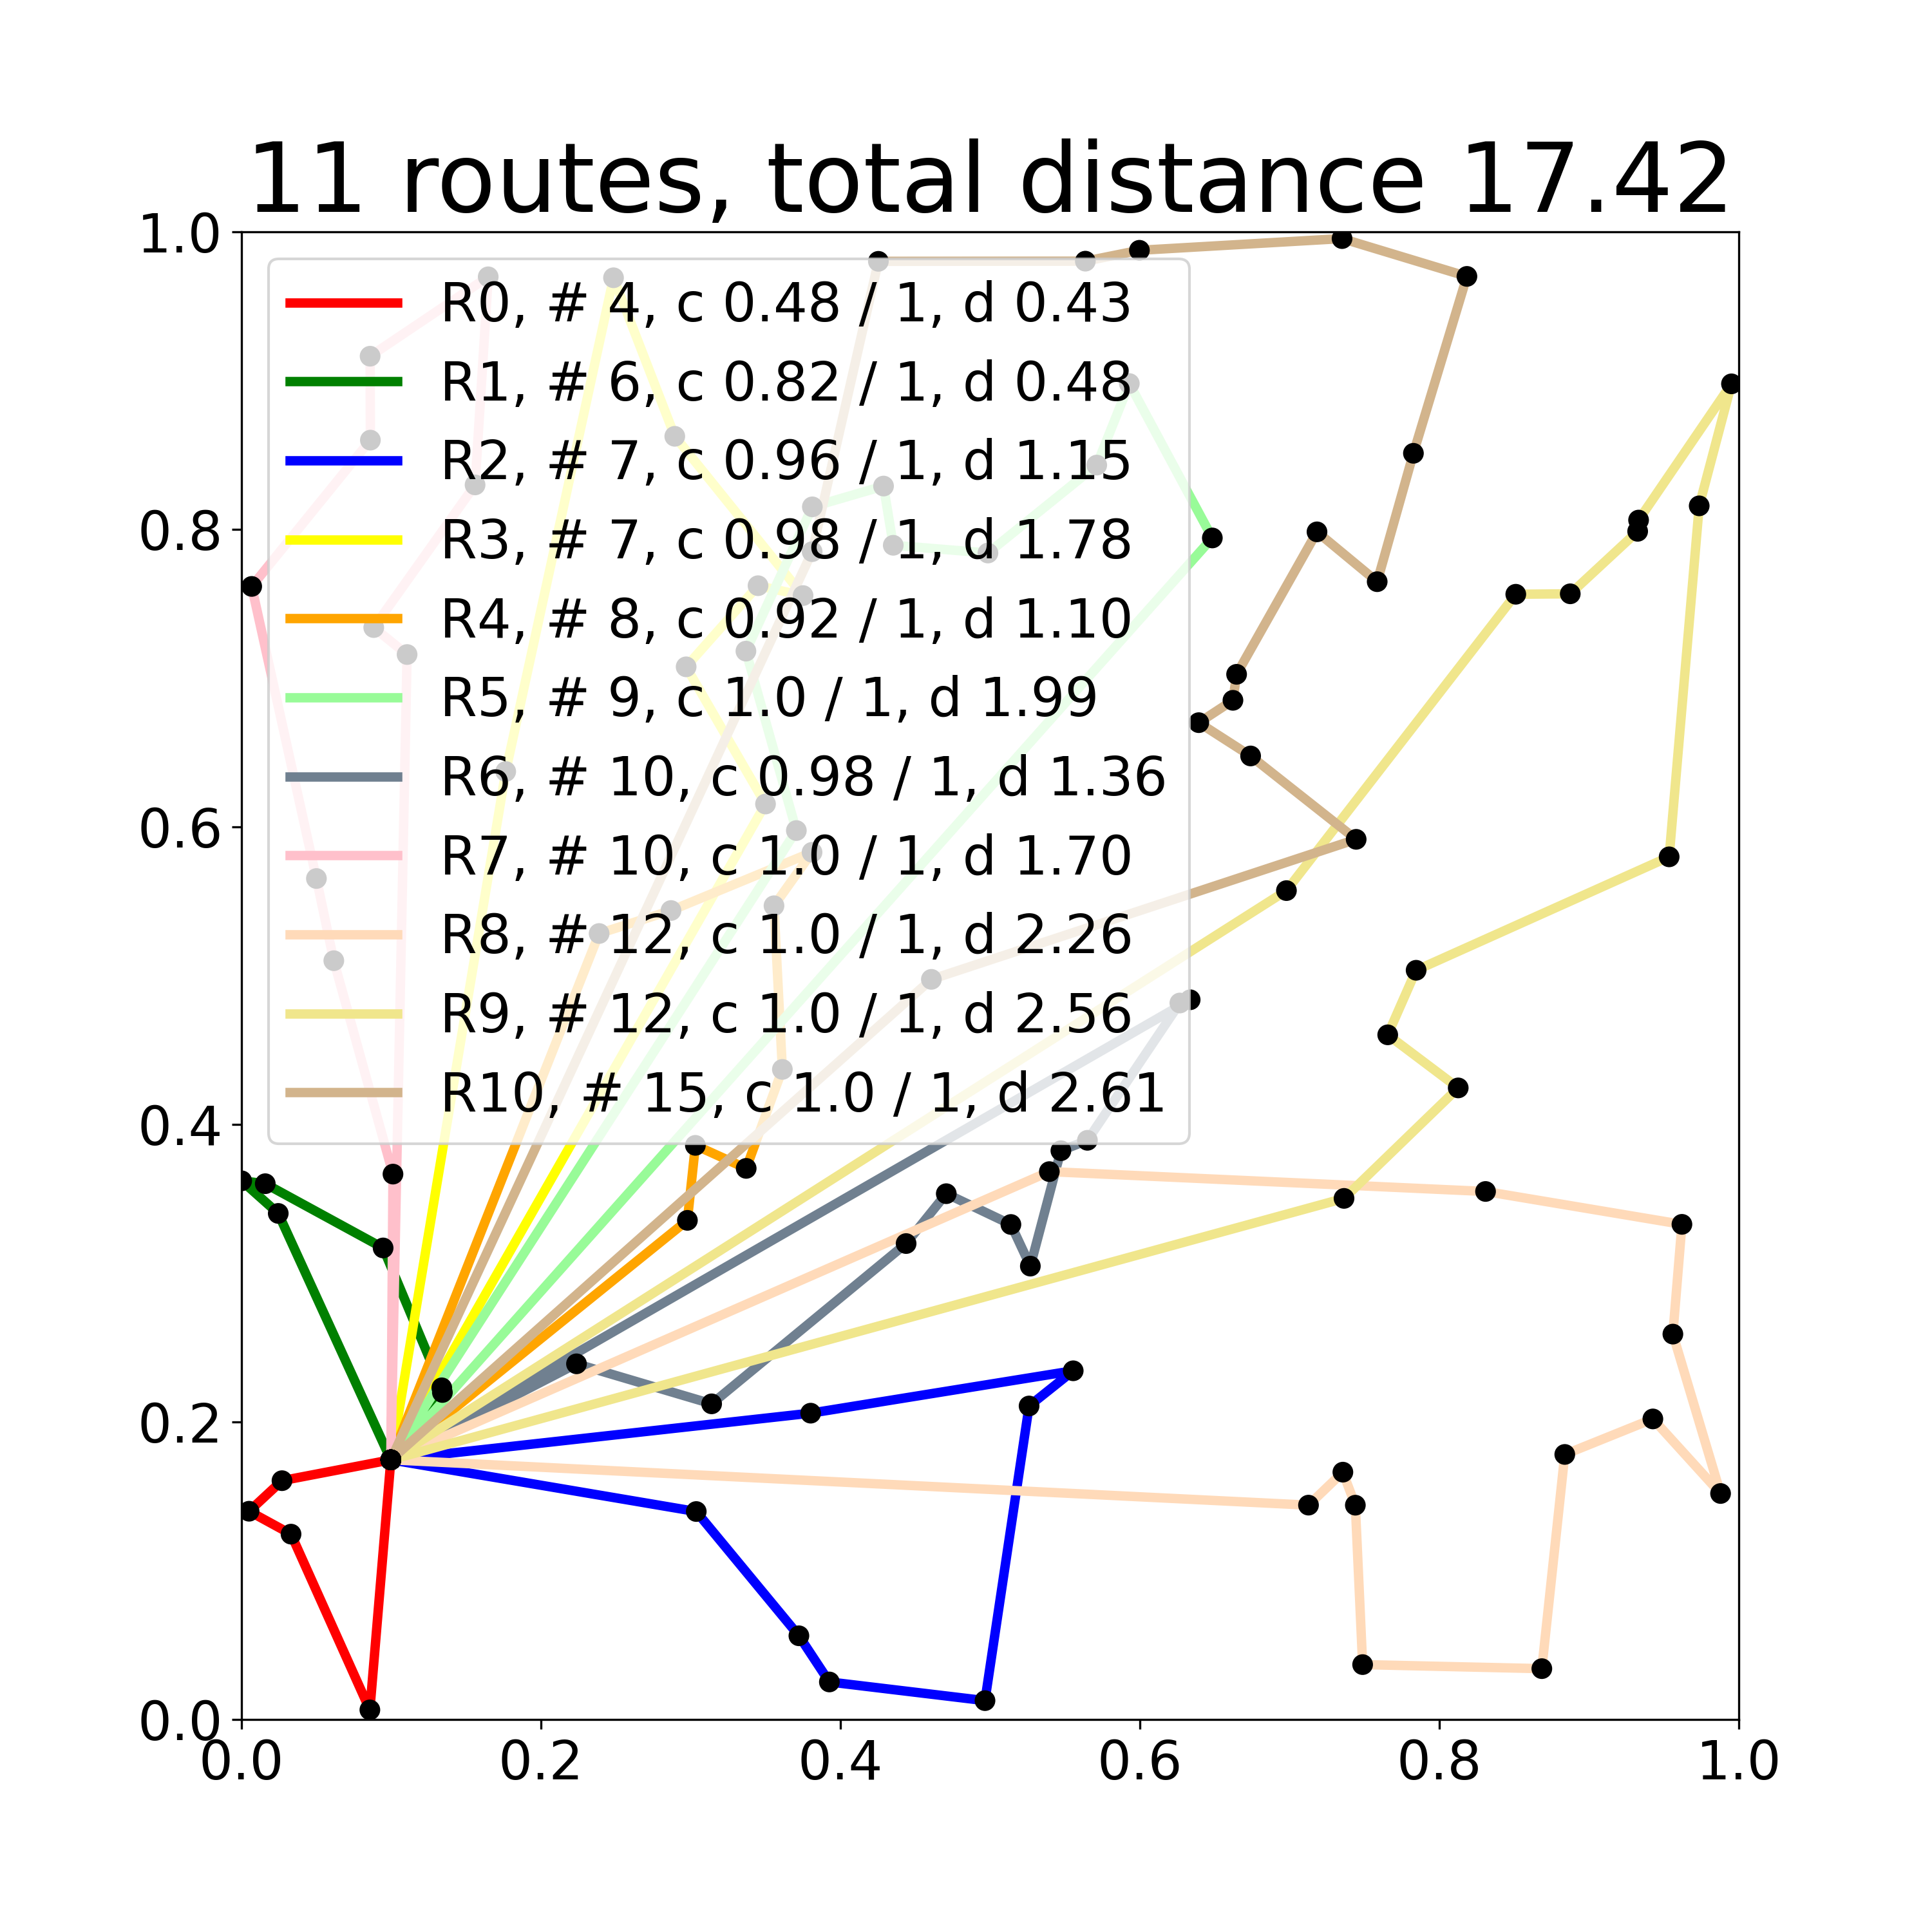 11 routes, total distance 17.42
1.0
0.8
0.6
0.4
0.2
0.0
R0, # 4, c 0.48 / 1, d 0.43
R1, # 6, c 0.82 / 1, d 0.48
R2, # 7, c 0.96 / 1, d 1.15
R3, # 7, c 0.98 / 1, d 1.78
R4, # 8, c 0.92 / 1, d 1.10
R5, # 9, c 1.0 / 1, d 1.99
R6, # 10, c 0.98 / 1, d 1.36
R7, # 10, c 1.0 / 1, d 1.70
R8, # 12, c 1.0 / 1, d 2.26
R9, # 12, c 1.0 / 1, d 2.56
R10, # 15, c 1.0 / 1, d 2.61
0.0 0.2 0.4 0.6 0.8 1.0